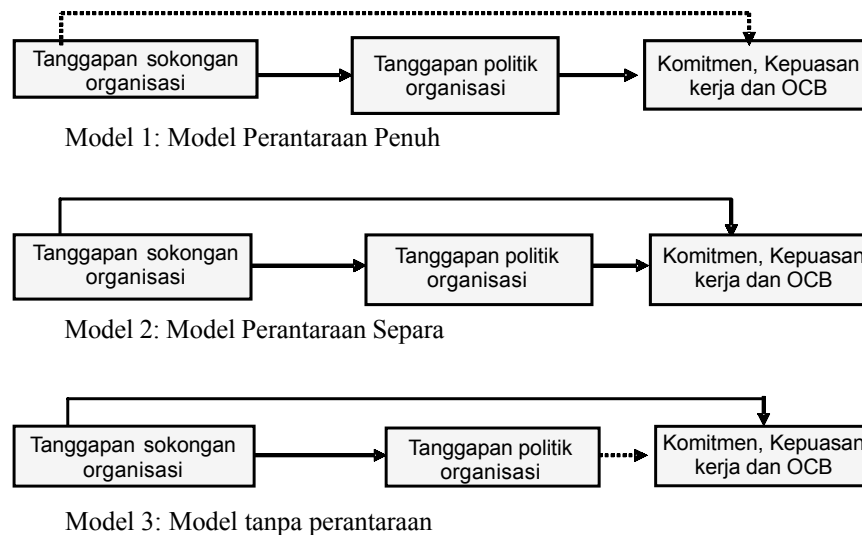 Tanggapan sokongan
organisasi
Tanggapan politik
organisasi
Komitmen, Kepuasan
kerja dan OCB
Model 1: Model Perantaraan Penuh
Tanggapan sokongan
organisasi
Tanggapan politik
organisasi
Komitmen, Kepuasan
kerja dan OCB
Model 2: Model Perantaraan Separa
Tanggapan sokongan
organisasi
Tanggapan politik
organisasi
Komitmen, Kepuasan
kerja dan OCB
Model 3: Model tanpa perantaraan